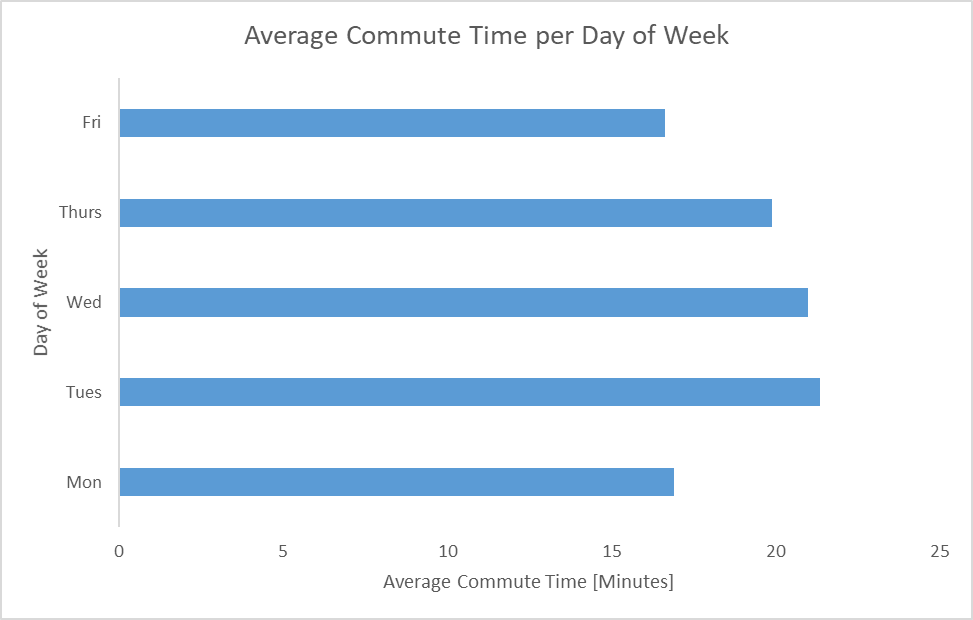 Average Commute Time per Day of Week
Day of Week
Fri
Thurs
Wed
Tues
Mon
0 5 10 15 20 25
Average Commute Time [Minutes]